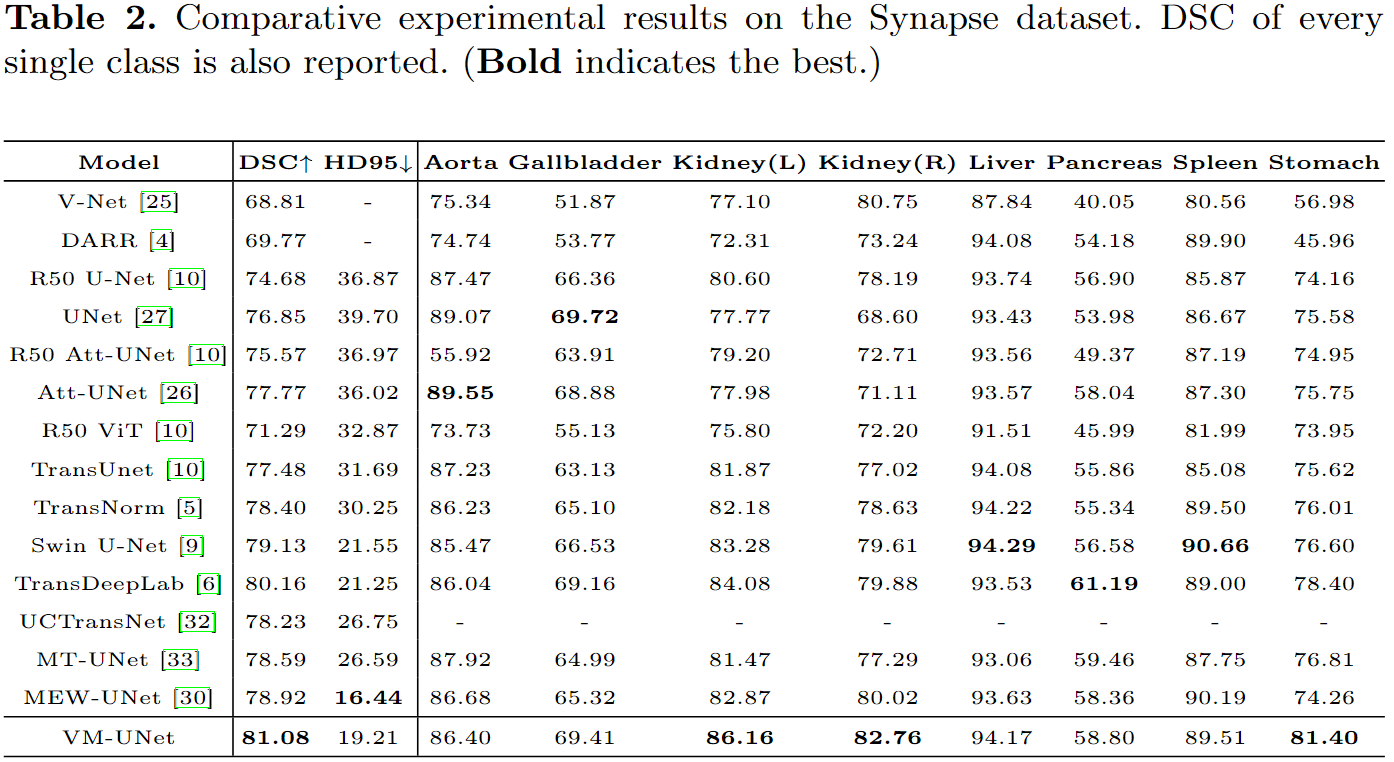 Table 2. Comparative experimental results on the Synapse dataset. DSC of every
single class is also reported. (Bold indicates the best.)
Model DSC↑ HD95↓ Aorta Gallbladder Kidney(L) Kidney(R) Liver Pancreas Spleen Stomach
V-Net [25] 68.81 - 75.34 51.87 77.10 80.75 87.84 40.05 80.56 56.98
DARR [4] 69.77 - 74.74 53.77 72.31 73.24 94.08 54.18 89.90 45.96
R50 U-Net [10] 74.68 36.87 87.47 66.36 80.60 78.19 93.74 56.90 85.87 74.16
UNet [27] 76.85 39.70 89.07 69.72 77.77 68.60 93.43 53.98 86.67 75.58
R50 Att-UNet [10] 75.57 36.97 55.92 63.91 79.20 72.71 93.56 49.37 87.19 74.95
Att-UNet [26] 77.77 36.02 89.55 68.88 77.98 71.11 93.57 58.04 87.30 75.75
R50 ViT [10] 71.29 32.87 73.73 55.13 75.80 72.20 91.51 45.99 81.99 73.95
TransUnet [10] 77.48 31.69 87.23 63.13 81.87 77.02 94.08 55.86 85.08 75.62
TransNorm [5] 78.40 30.25 86.23 65.10 82.18 78.63 94.22 55.34 89.50 76.01
Swin U-Net [9] 79.13 21.55 85.47 66.53 83.28 79.61 94.29 56.58 90.66 76.60
TransDeepLab [6] 80.16 21.25 86.04 69.16 84.08 79.88 93.53 61.19 89.00 78.40
UCTransNet [32] 78.23 26.75 - - - - - - - -
MT-UNet [33] 78.59 26.59 87.92 64.99 81.47 77.29 93.06 59.46 87.75 76.81
MEW-UNet [30] 78.92 16.44 86.68 65.32 82.87 80.02 93.63 58.36 90.19 74.26
VM-UNet 81.08 19.21 86.40 69.41 86.16 82.76 94.17 58.80 89.51 81.40